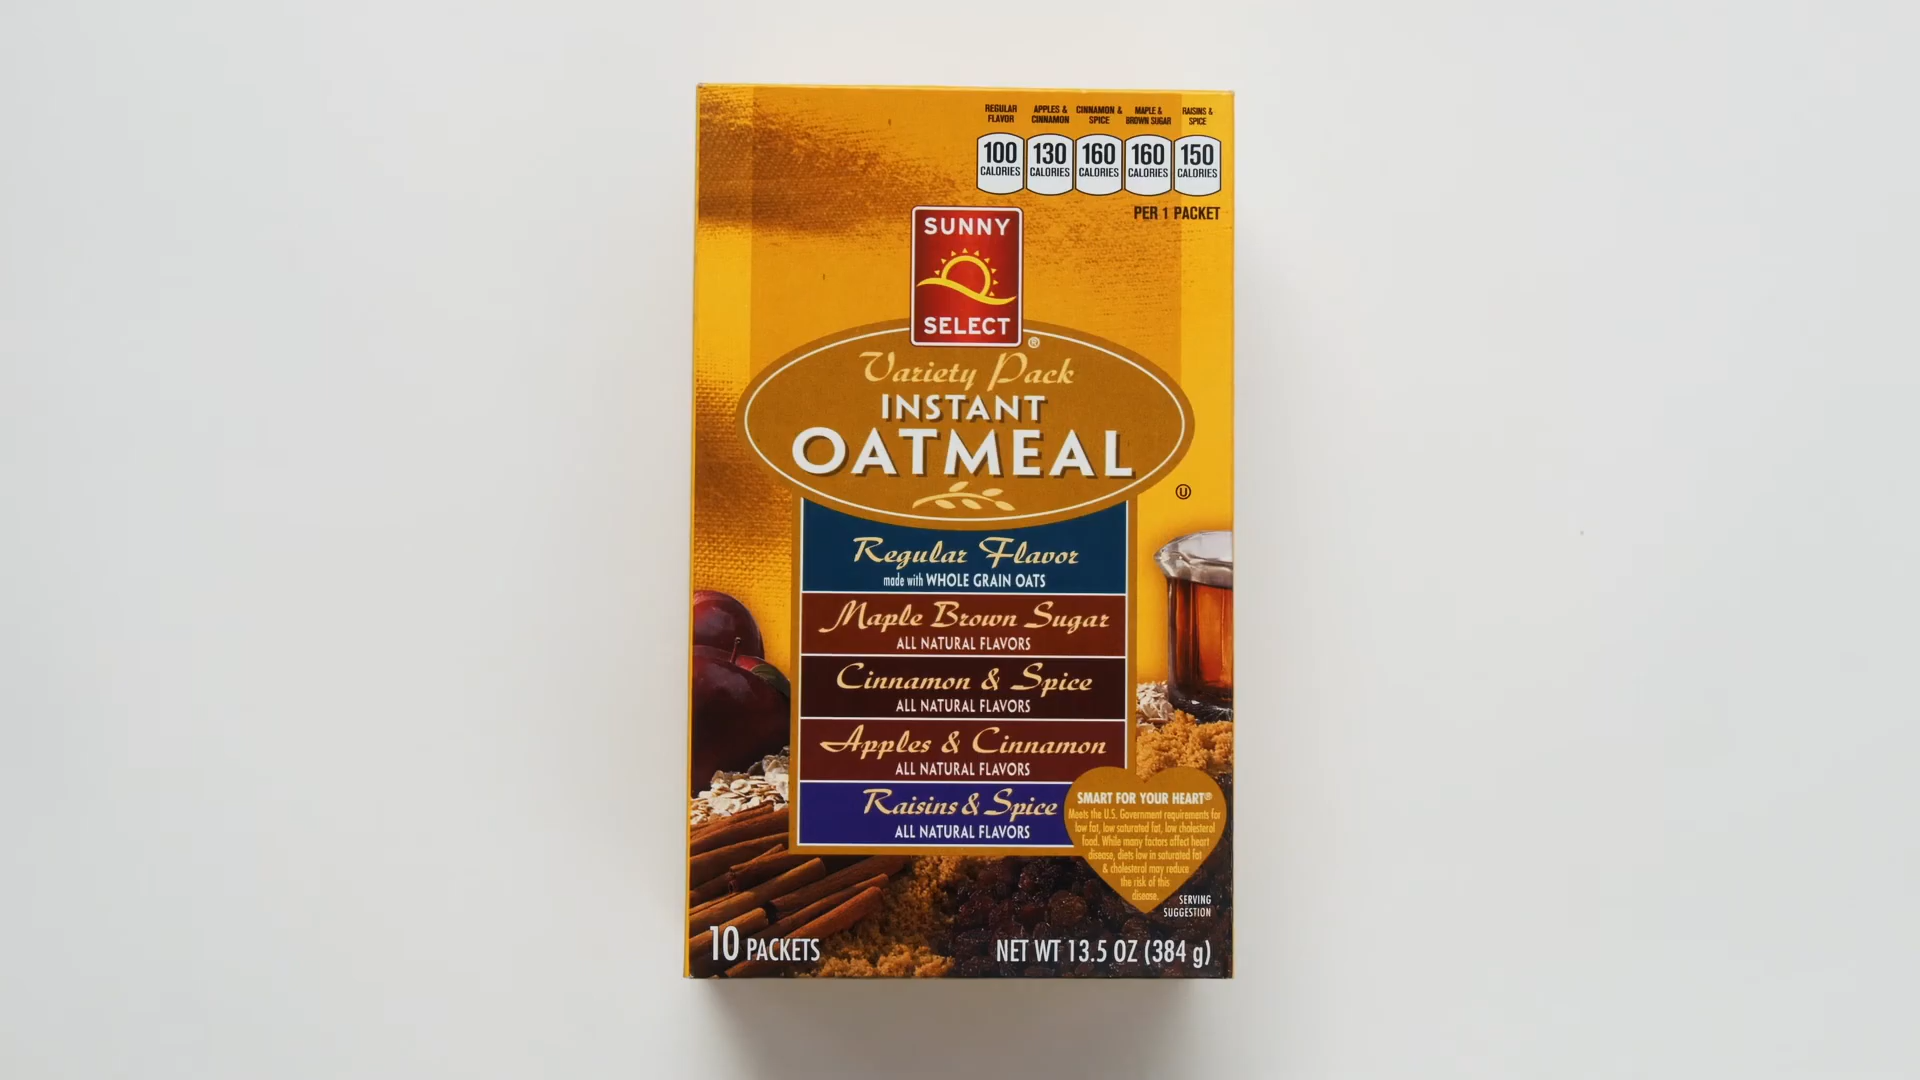 REGULAR FLAVOR
APPLES & CINNAMON
CINNAMON & SPICE
MAPLE & BROWN SUGAR
RAISINS & SPICE
100 CALORIES
130 CALORIES
160 CALORIES
160 CALORIES
150 CALORIES
PER 1 PACKET
SUNNY
SELECT
®
Variety Pack
INSTANT
OATMEAL
U
Regular Flavor
made with WHOLE GRAIN OATS
Maple Brown Sugar
ALL NATURAL FLAVORS
Cinnamon & Spice
ALL NATURAL FLAVORS
Apples & Cinnamon
ALL NATURAL FLAVORS
Raisins & Spice
ALL NATURAL FLAVORS
SMART FOR YOUR HEART®
Meets the U.S. Government requirements for
low fat, low saturated fat, low cholesterol
food. While many factors affect heart
disease, diets low in saturated fat
& cholesterol may reduce
the risk of this
disease.
SERVING
SUGGESTION
10 PACKETS
NET WT 13.5 OZ (384 g)